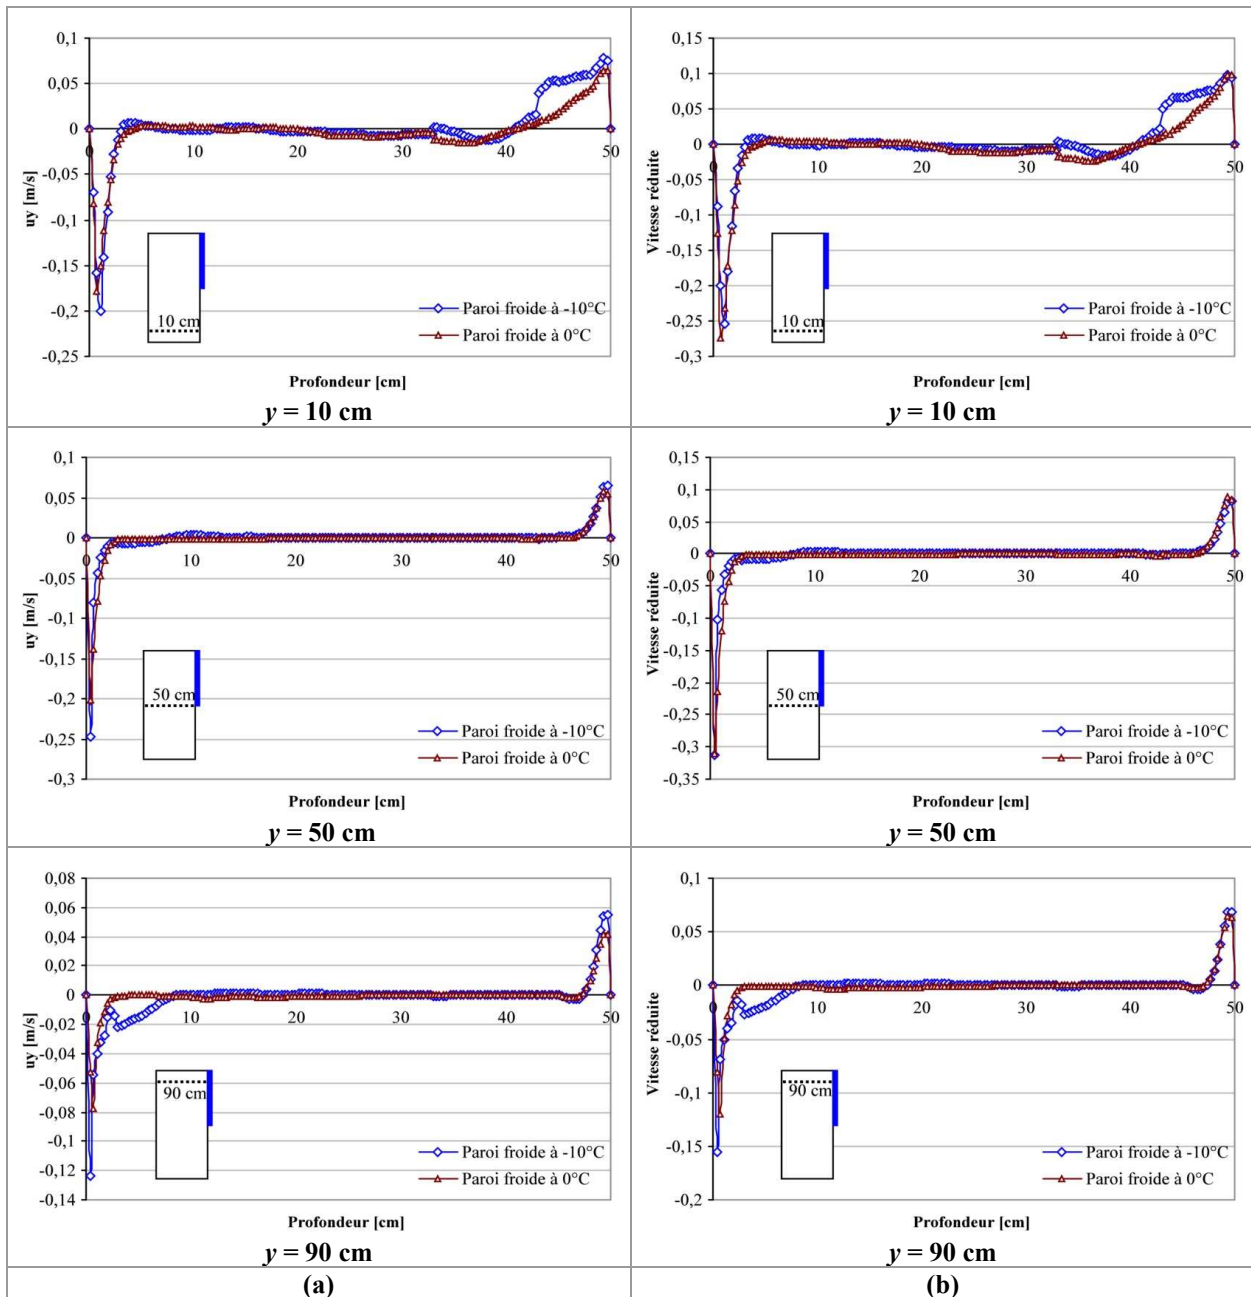 0,1
0,05
0
-0,05
-0,1
-0,15
-0,2
-0,25
uy [m/s]
0 10 20 30 40 50
10 cm
Paroi froide à -10°C
Paroi froide à 0°C
Profondeur [cm]
y = 10 cm
0,15
0,1
0,05
0
-0,05
-0,1
-0,15
-0,2
-0,25
-0,3
Vitesse réduite
0 10 20 30 40 50
10 cm
Paroi froide à -10°C
Paroi froide à 0°C
Profondeur [cm]
y = 10 cm
0,1
0,05
0
-0,05
-0,1
-0,15
-0,2
-0,25
-0,3
uy [m/s]
0 10 20 30 40 50
50 cm
Paroi froide à -10°C
Paroi froide à 0°C
Profondeur [cm]
y = 50 cm
0,15
0,1
0,05
0
-0,05
-0,1
-0,15
-0,2
-0,25
-0,3
-0,35
Vitesse réduite
0 10 20 30 40 50
50 cm
Paroi froide à -10°C
Paroi froide à 0°C
Profondeur [cm]
y = 50 cm
0,08
0,06
0,04
0,02
0
-0,02
-0,04
-0,06
-0,08
-0,1
-0,12
-0,14
uy [m/s]
0 10 20 30 40 50
90 cm
Paroi froide à -10°C
Paroi froide à 0°C
Profondeur [cm]
y = 90 cm
0,1
0,05
0
-0,05
-0,1
-0,15
-0,2
Vitesse réduite
0 10 20 30 40 50
90 cm
Paroi froide à -10°C
Paroi froide à 0°C
Profondeur [cm]
y = 90 cm
(a)
(b)